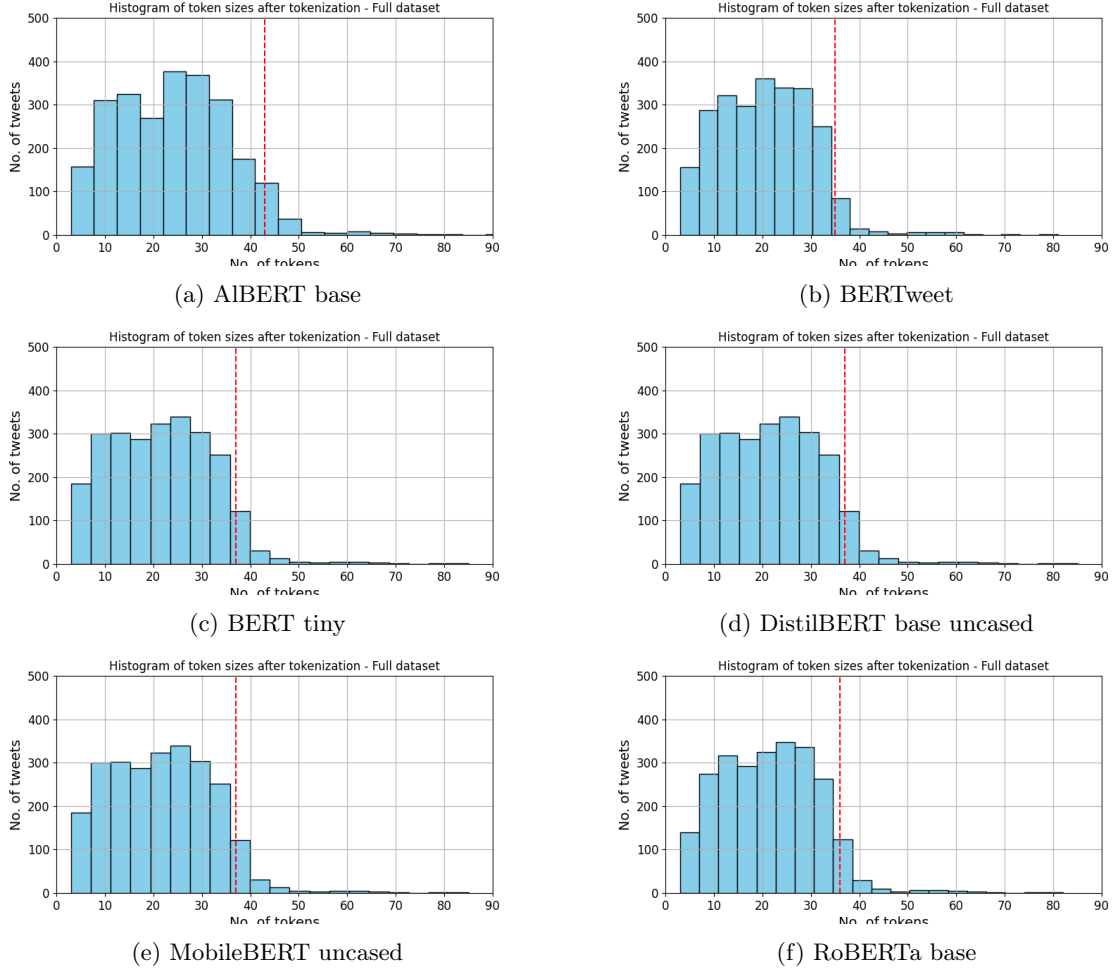 Histogram of token sizes after tokenization - Full dataset
No. of tweets
500
400
300
200
100
0
0 10 20 30 40 50 60 70 80 90
No. of tokens
(a) AlBERT base
Histogram of token sizes after tokenization - Full dataset
No. of tweets
500
400
300
200
100
0
0 10 20 30 40 50 60 70 80 90
No. of tokens
(b) BERTweet
Histogram of token sizes after tokenization - Full dataset
No. of tweets
500
400
300
200
100
0
0 10 20 30 40 50 60 70 80 90
No. of tokens
(c) BERT tiny
Histogram of token sizes after tokenization - Full dataset
No. of tweets
500
400
300
200
100
0
0 10 20 30 40 50 60 70 80 90
No. of tokens
(d) DistilBERT base uncased
Histogram of token sizes after tokenization - Full dataset
No. of tweets
500
400
300
200
100
0
0 10 20 30 40 50 60 70 80 90
No. of tokens
(e) MobileBERT uncased
Histogram of token sizes after tokenization - Full dataset
No. of tweets
500
400
300
200
100
0
0 10 20 30 40 50 60 70 80 90
No. of tokens
(f) RoBERTa base